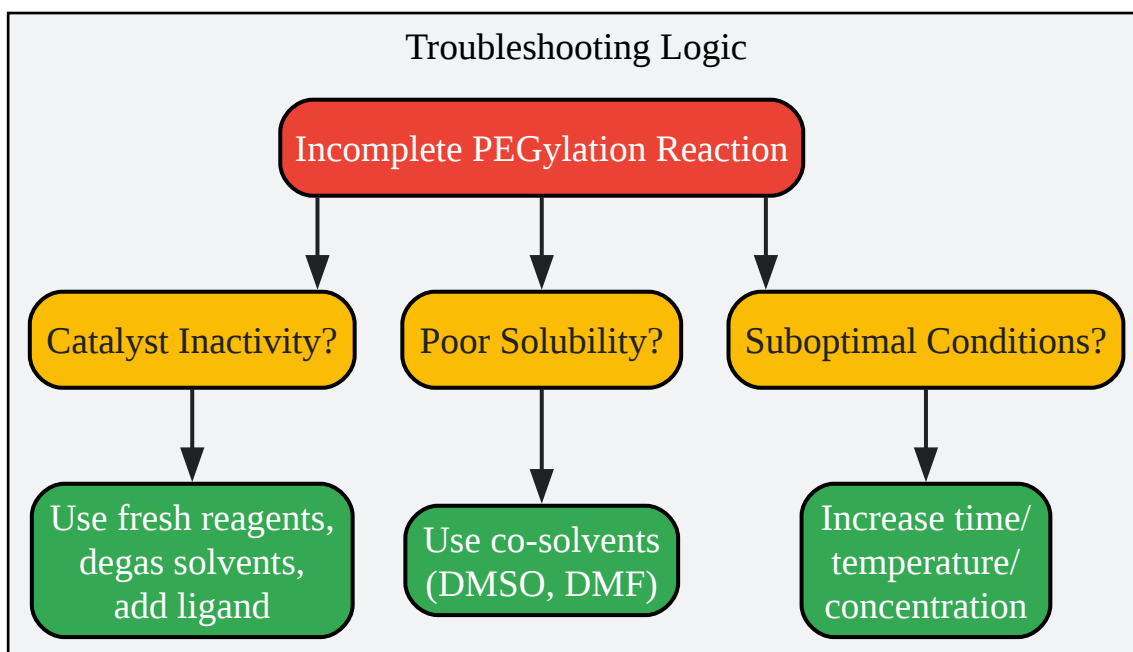 Troubleshooting Logic
Incomplete PEGylation Reaction
Catalyst Inactivity?
Poor Solubility?
Suboptimal Conditions?
Use fresh reagents,
degas solvents,
add ligand
Use co-solvents
(DMSO, DMF)
Increase time/
temperature/
concentration